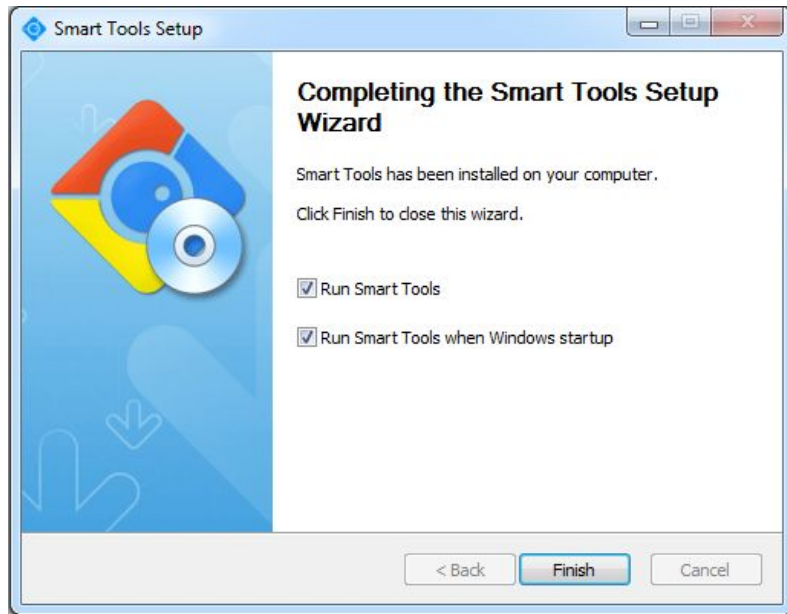 Smart Tools Setup
Completing the Smart Tools Setup
Wizard
Smart Tools has been installed on your computer.
Click Finish to close this wizard.
Run Smart Tools
Run Smart Tools when Windows startup
< Back
Finish
Cancel